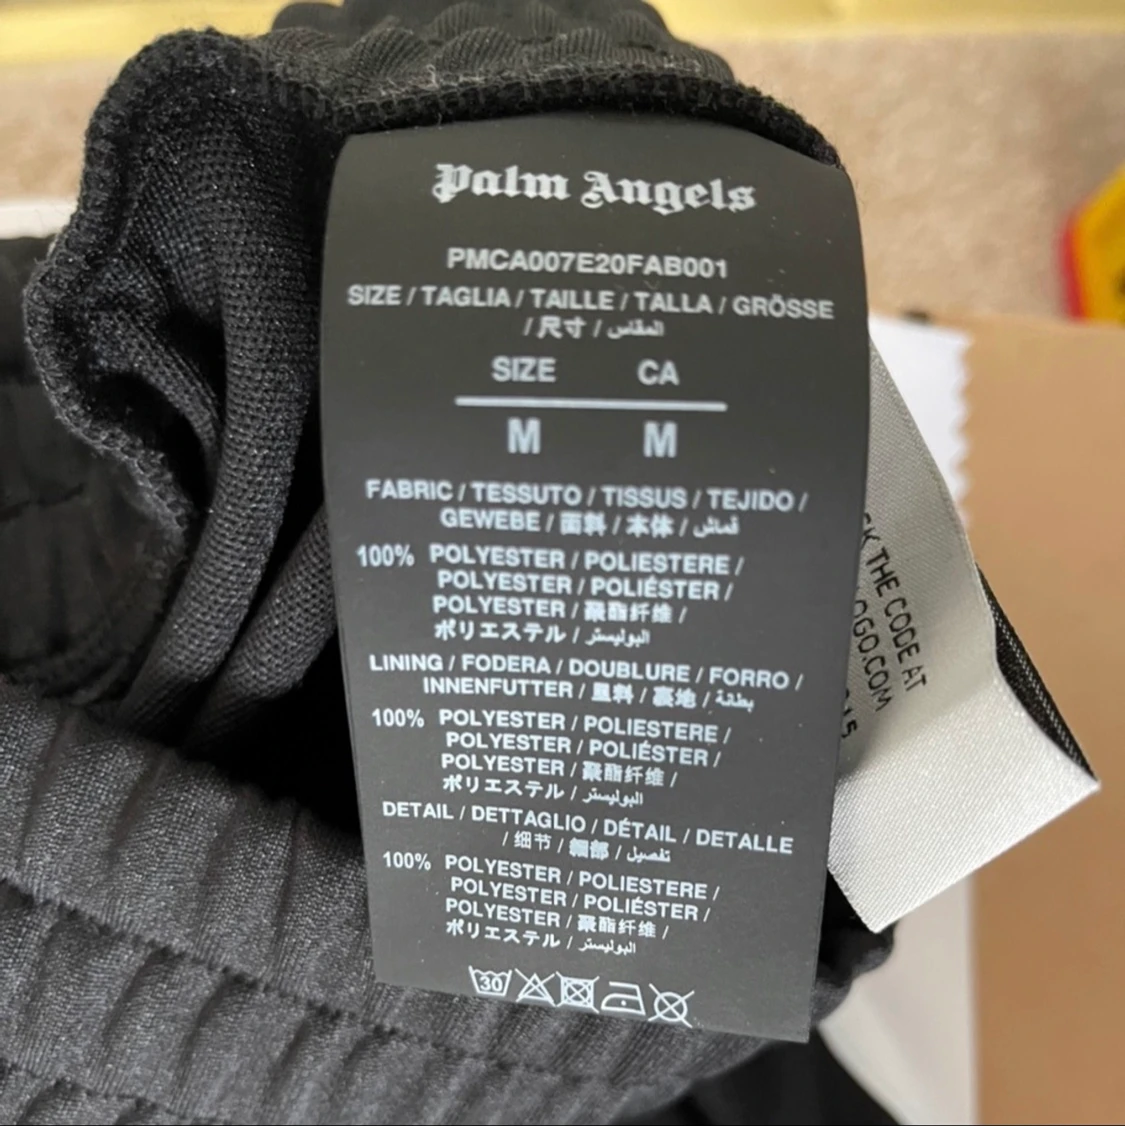 Palm Angels
PMCA007E20FAB001
SIZE / TAGLIA / TAILLE / TALLA / GRÖSSE
/ 尺寸 / المقاس
SIZE CA
M M
FABRIC / TESSUTO / TISSUS / TEJIDO /
GEWEBE / 面料 / 本体 / قماش
100% POLYESTER / POLIESTERE /
POLYESTER / POLIÉSTER /
POLYESTER / 聚酯纤维 /
ポリエステル / البوليستر
LINING / FODERA / DOUBLURE / FORRO /
INNENFUTTER / 里料 / 裏地 / بطانة
100% POLYESTER / POLIESTERE /
POLYESTER / POLIÉSTER /
POLYESTER / 聚酯纤维 /
ポリエステル / البوليستر
DETAIL / DETTAGLIO / DÉTAIL / DETALLE
/ 细节 / 細部 / تفصيل
100% POLYESTER / POLIESTERE /
POLYESTER / POLIÉSTER /
POLYESTER / 聚酯纤维 /
ポリエステル / البوليستر
30
THE CODE AT
OGO.COM